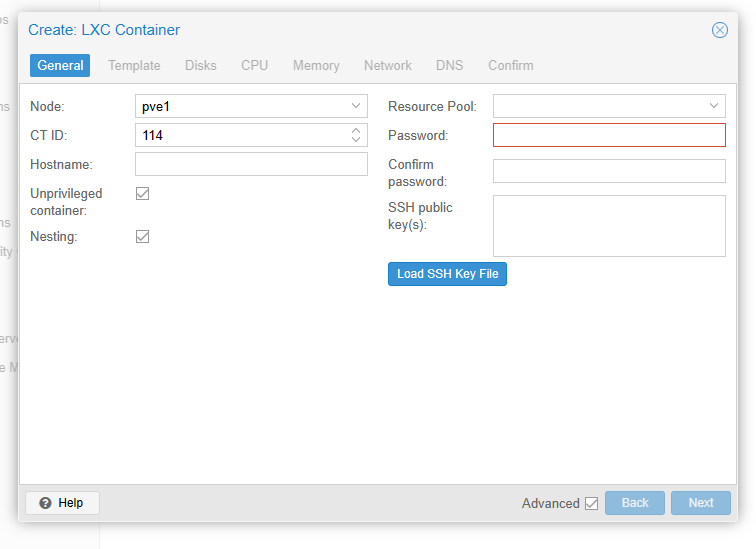 Create: LXC Container
General Template Disks CPU Memory Network DNS Confirm
Node: pve1
CT ID: 114
Hostname:
Unprivileged
container:
Nesting:
Resource Pool:
Password:
Confirm
password:
SSH public
key(s):
Load SSH Key File
Help
Advanced
Back
Next